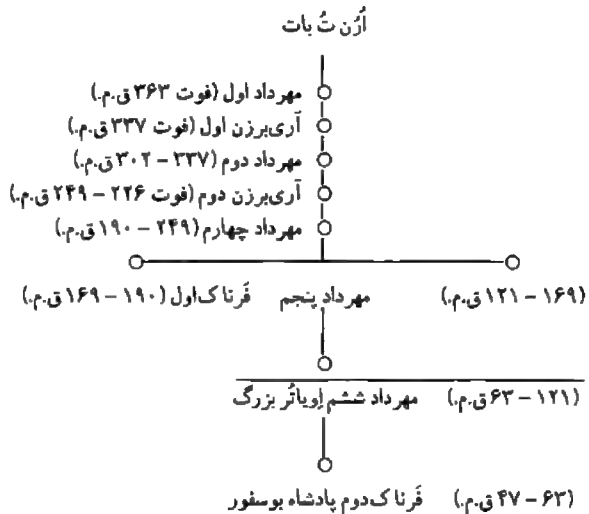 اُرُن تُ بات
مهرداد اول (فوت ۳۶۳ ق.م.)
آری‌برزن اول (فوت ۳۳۷ ق.م.)
مهرداد دوم (۳۳۷ – ۳۰۲ ق.م.)
آری‌برزن دوم (فوت ۲۲۶ – ۲۴۹ ق.م.)
مهرداد چهارم (۲۴۹ – ۱۹۰ ق.م.)
(۱۶۹ – ۱۲۱ ق.م.) مهرداد پنجم فَرناک اول (۱۹۰ – ۱۶۹ ق.م.)
(۱۲۱ – ۶۳ ق.م.) مهرداد ششم اِوپاتُر بزرگ
(۶۳ – ۴۷ ق.م.) فَرناک دوم پادشاه بوسفور